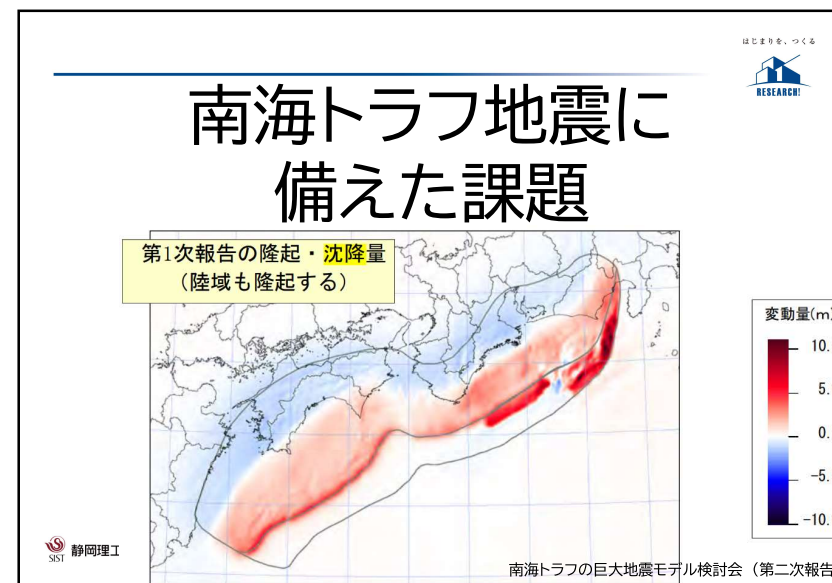 はじまりを、つくる
RESEARCH!
南海トラフ地震に
備えた課題
第1次報告の隆起・沈降量
（陸域も隆起する）
変動量(m)
10.
5.
0.
-5.
-10.
SIST 静岡理工
南海トラフの巨大地震モデル検討会（第二次報告